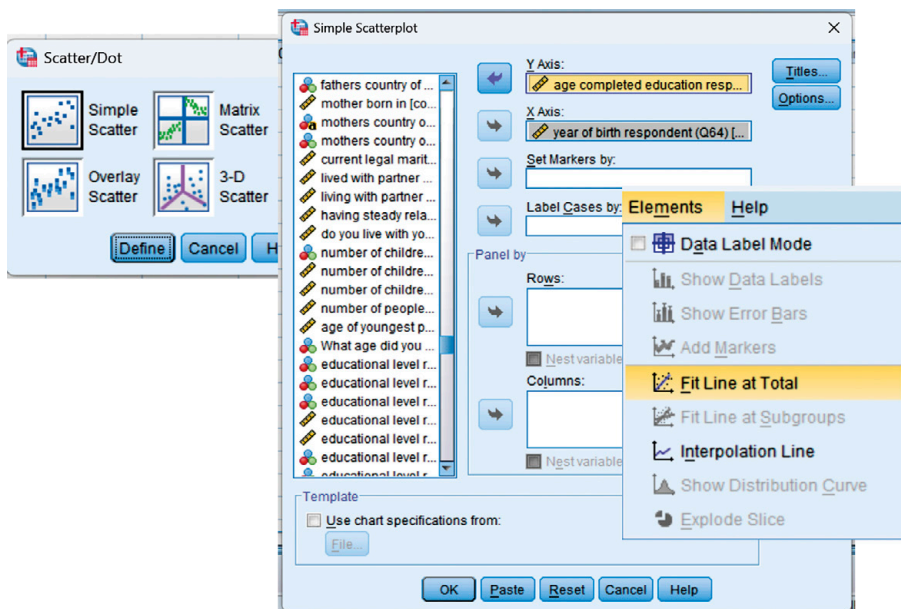 Scatter/Dot
Simple
Scatter
Matrix
Scatter
Overlay
Scatter
3-D
Scatter
Define
Cancel
H
Simple Scatterplot
fathers country of ...
mother born in [co...
mothers country o...
mothers country o...
current legal marit...
lived with partner ...
living with partner ...
having steady rela...
do you live with yo...
number of childre...
number of childre...
number of childre...
number of people...
age of youngest p...
What age did you ...
educational level r...
educational level r...
educational level r...
educational level r...
educational level r...
educational level r...
educational level r...
Y Axis:
age completed education resp...
X Axis:
year of birth respondent (Q64) [...
Set Markers by:
Label Cases by:
Titles...
Options...
Panel by
Rows:
Nest variable
Columns:
Nest variable
Template
Use chart specifications from:
File...
OK
Paste
Reset
Cancel
Help
Elements Help
Data Label Mode
Show Data Labels
Show Error Bars
Add Markers
Fit Line at Total
Fit Line at Subgroups
Interpolation Line
Show Distribution Curve
Explode Slice